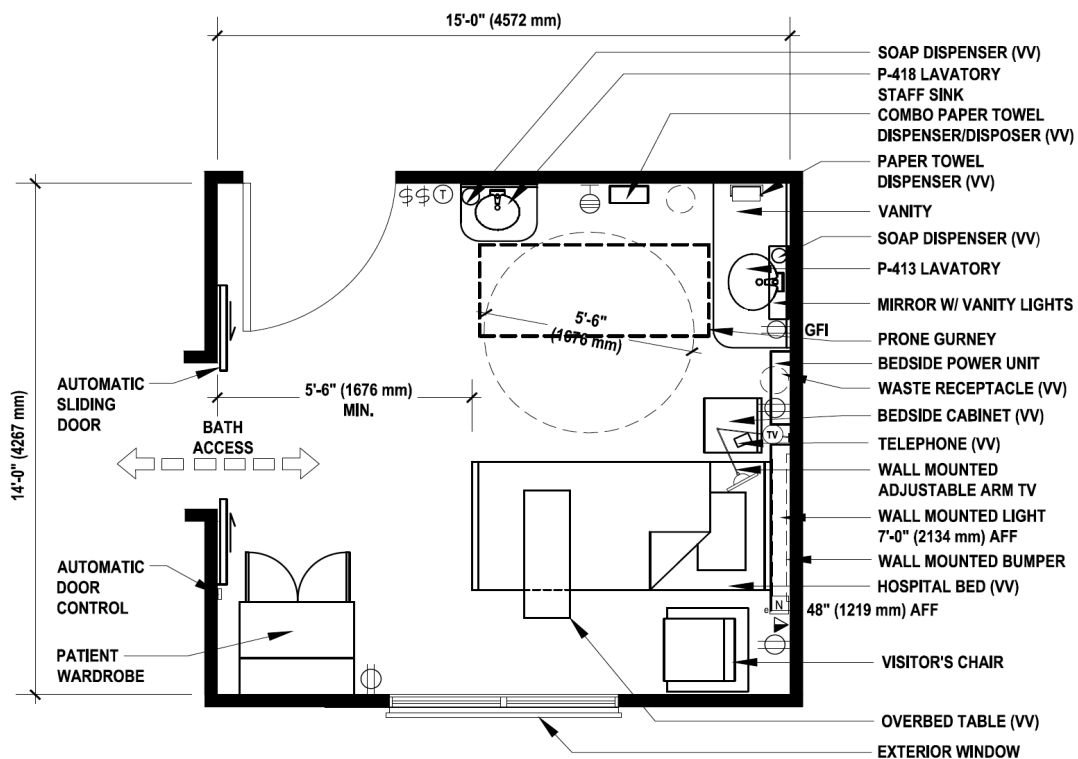 15'-0" (4572 mm)
SOAP DISPENSER (VV)
P-418 LAVATORY
STAFF SINK
COMBO PAPER TOWEL
DISPENSER/DISPOSER (VV)
PAPER TOWEL
DISPENSER (VV)
VANITY
SOAP DISPENSER (VV)
P-413 LAVATORY
MIRROR W/ VANITY LIGHTS
GFI
PRONE GURNEY
BEDSIDE POWER UNIT
WASTE RECEPTACLE (VV)
BEDSIDE CABINET (VV)
TELEPHONE (VV)
WALL MOUNTED
ADJUSTABLE ARM TV
WALL MOUNTED LIGHT
7'-0" (2134 mm) AFF
WALL MOUNTED BUMPER
HOSPITAL BED (VV)
48" (1219 mm) AFF
VISITOR'S CHAIR
OVERBED TABLE (VV)
EXTERIOR WINDOW
$ $ T
5'-6"
(1676 mm)
5'-6" (1676 mm)
MIN.
TV
N
e
14'-0" (4267 mm)
AUTOMATIC
SLIDING
DOOR
BATH
ACCESS
AUTOMATIC
DOOR
CONTROL
PATIENT
WARDROBE